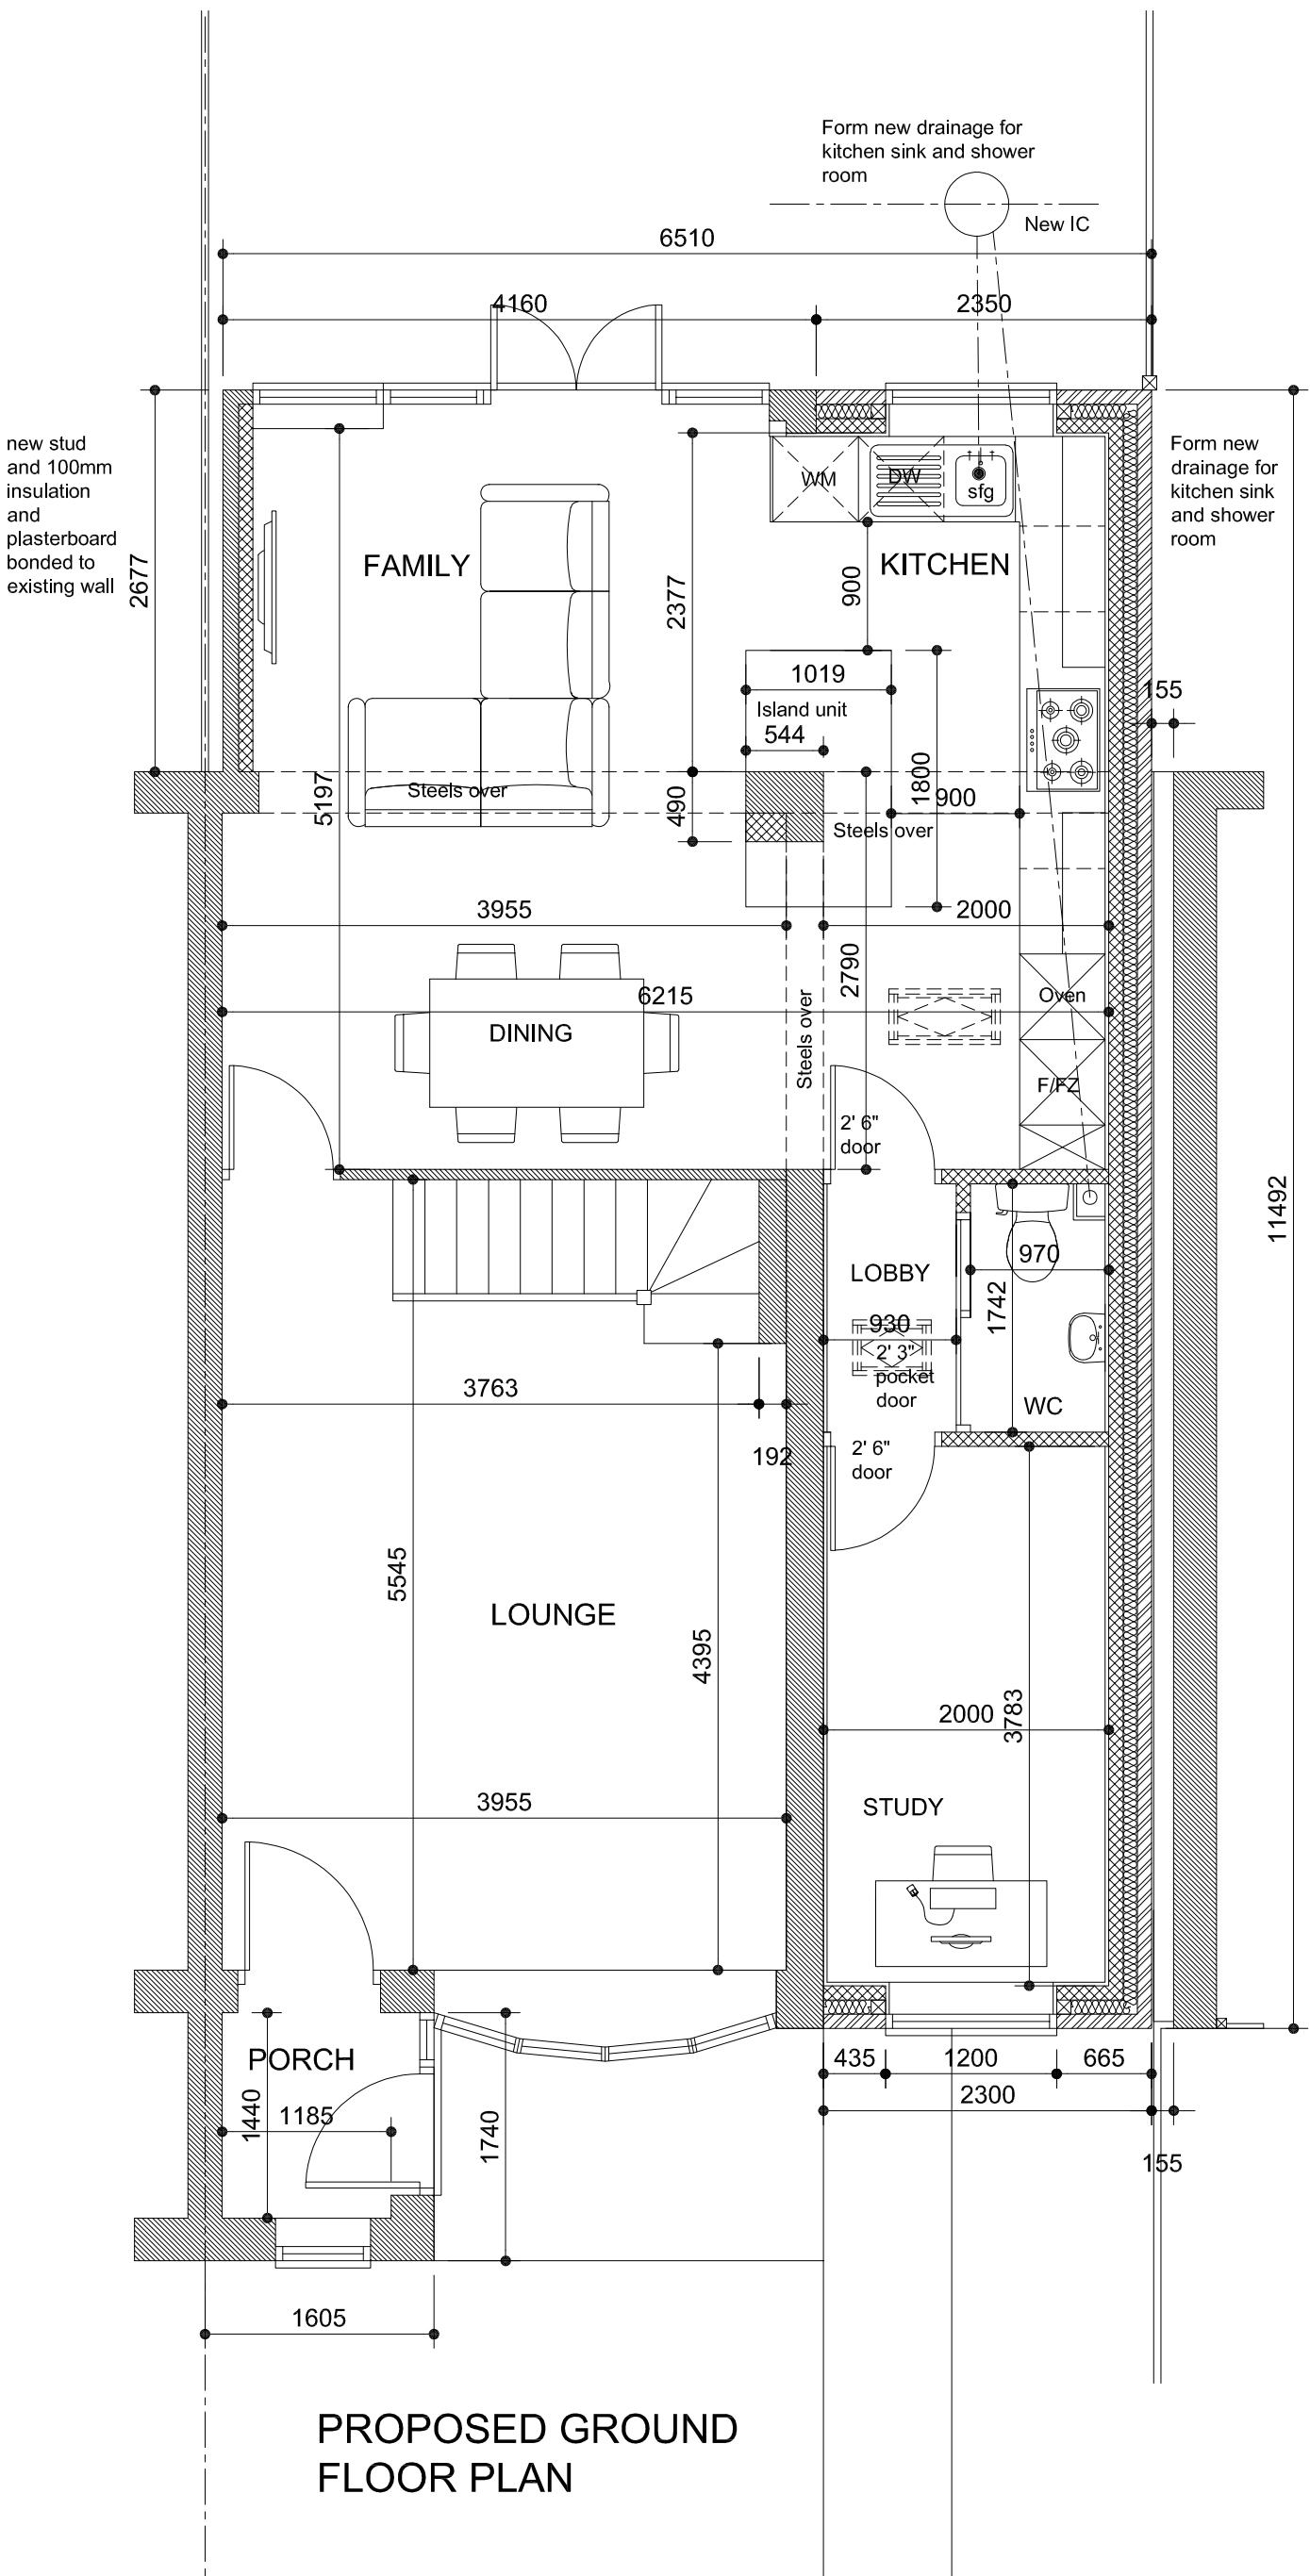 Form new drainage for
kitchen sink and shower
room
New IC
6510
4160
2350
new stud
and 100mm
insulation
and
plasterboard
bonded to
existing wall
2677
Form new
drainage for
kitchen sink
and shower
room
WM
DW
sfg
FAMILY
KITCHEN
2377
900
1019
Island unit
544
155
5197
Steels over
490
1800
900
Steels over
3955
2000
2790
6215
Oven
DINING
Steels over
F/FZ
2' 6"
door
11492
LOBBY
970
1742
930
2' 3"
pocket
door
3763
WC
192
2' 6"
door
5545
LOUNGE
4395
2000
3783
3955
STUDY
PORCH
435
1200
665
1440
1185
1740
2300
155
1605
PROPOSED GROUND
FLOOR PLAN